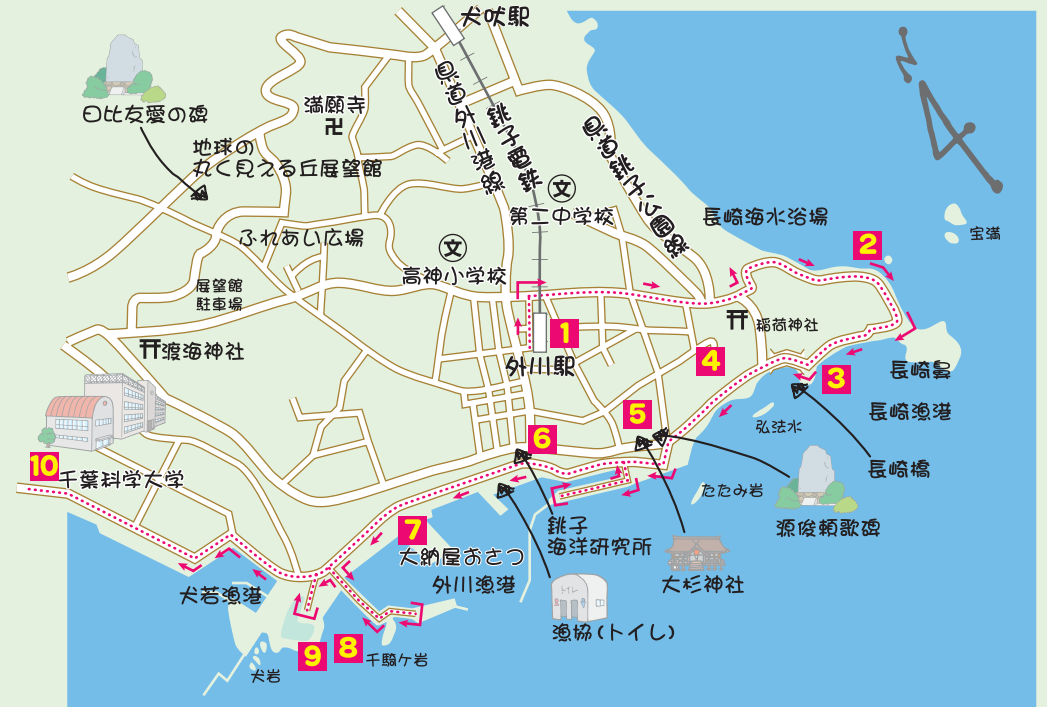 犬吠駅
県道外川港線
銚子電鉄
県道銚子公園線
満願寺
日比友愛の碑
地球の
丸く見える丘展望館
文
第二中学校
長崎海水浴場
宝満
2
ふれあい広場
文
高神小学校
展望館
駐車場
1
稲荷神社
渡海神社
外川駅
4
3
長崎鼻
長崎漁港
弘法水
5
6
長崎橋
10
千葉科学大学
たたみ岩
源俊頼歌碑
7
銚子
海洋研究所
大納屋おさつ
外川漁港
大杉神社
トイレ
犬若漁港
漁協(トイレ)
9
8
千騎ケ岩
犬岩